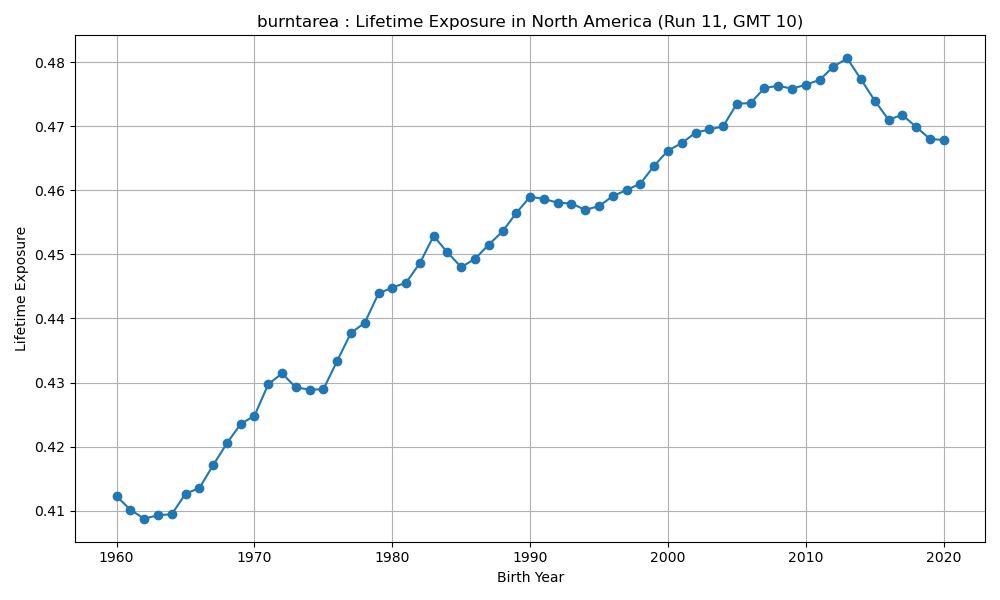 burntarea : Lifetime Exposure in North America (Run 11, GMT 10)
Lifetime Exposure
0.48
0.47
0.46
0.45
0.44
0.43
0.42
0.41
1960 1970 1980 1990 2000 2010 2020
Birth Year